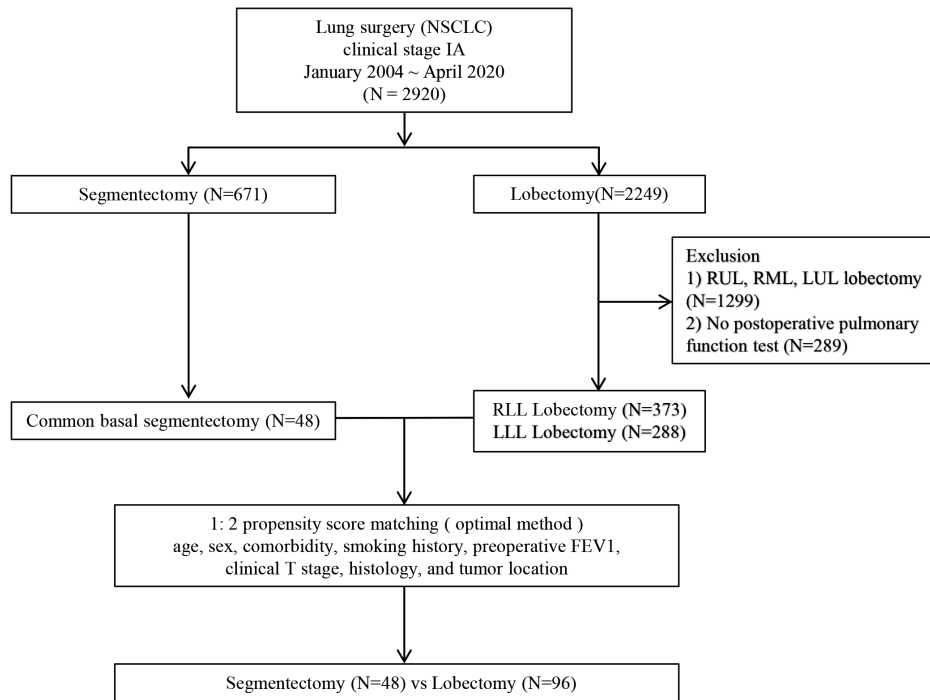 Lung surgery (NSCLC)
clinical stage IA
January 2004 ~ April 2020
(N = 2920)
Segmentectomy (N=671)
Lobectomy(N=2249)
Exclusion
1) RUL, RML, LUL lobectomy
(N=1299)
2) No postoperative pulmonary
function test (N=289)
Common basal segmentectomy (N=48)
RLL Lobectomy (N=373)
LLL Lobectomy (N=288)
1: 2 propensity score matching ( optimal method )
age, sex, comorbidity, smoking history, preoperative FEV1,
clinical T stage, histology, and tumor location
Segmentectomy (N=48) vs Lobectomy (N=96)